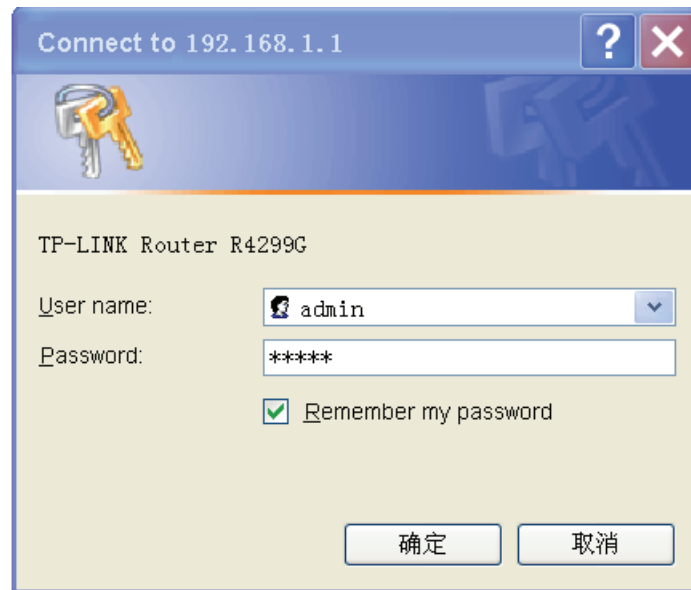 Connect to 192.168.1.1
?
TP-LINK Router R4299G
User name:
admin
Password:
*****
Remember my password
确定
取消